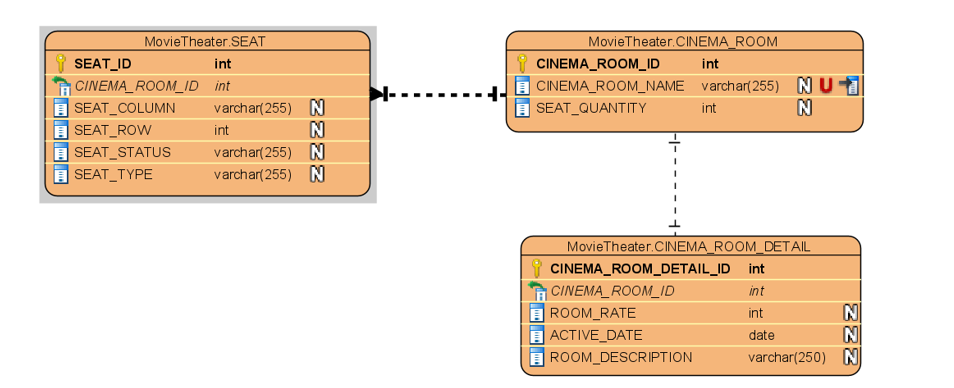 MovieTheater.SEAT
SEAT_ID int
CINEMA_ROOM_ID int
SEAT_COLUMN varchar(255) N
SEAT_ROW int N
SEAT_STATUS varchar(255) N
SEAT_TYPE varchar(255) N
MovieTheater.CINEMA_ROOM
CINEMA_ROOM_ID int
CINEMA_ROOM_NAME varchar(255) N U
SEAT_QUANTITY int N
MovieTheater.CINEMA_ROOM_DETAIL
CINEMA_ROOM_DETAIL_ID int
CINEMA_ROOM_ID int
ROOM_RATE int N
ACTIVE_DATE date N
ROOM_DESCRIPTION varchar(250) N